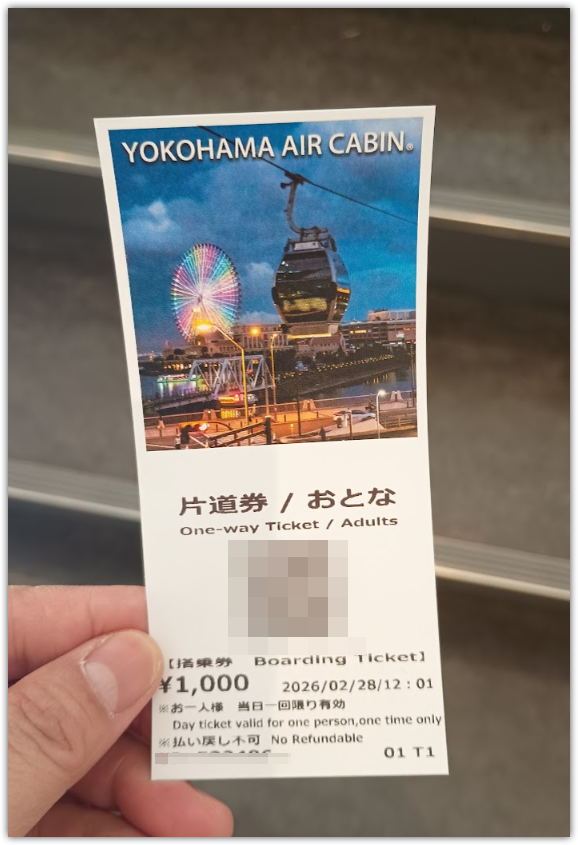 YOKOHAMA AIR CABIN®
片道券 / おとな
One-way Ticket / Adults
【搭乗券 Boarding Ticket】
¥1,000 2026/02/28/12：01
※お一人様 当日一回限り有効
Day ticket valid for one person,one time only
※払い戻し不可 No Refundable
01 T1